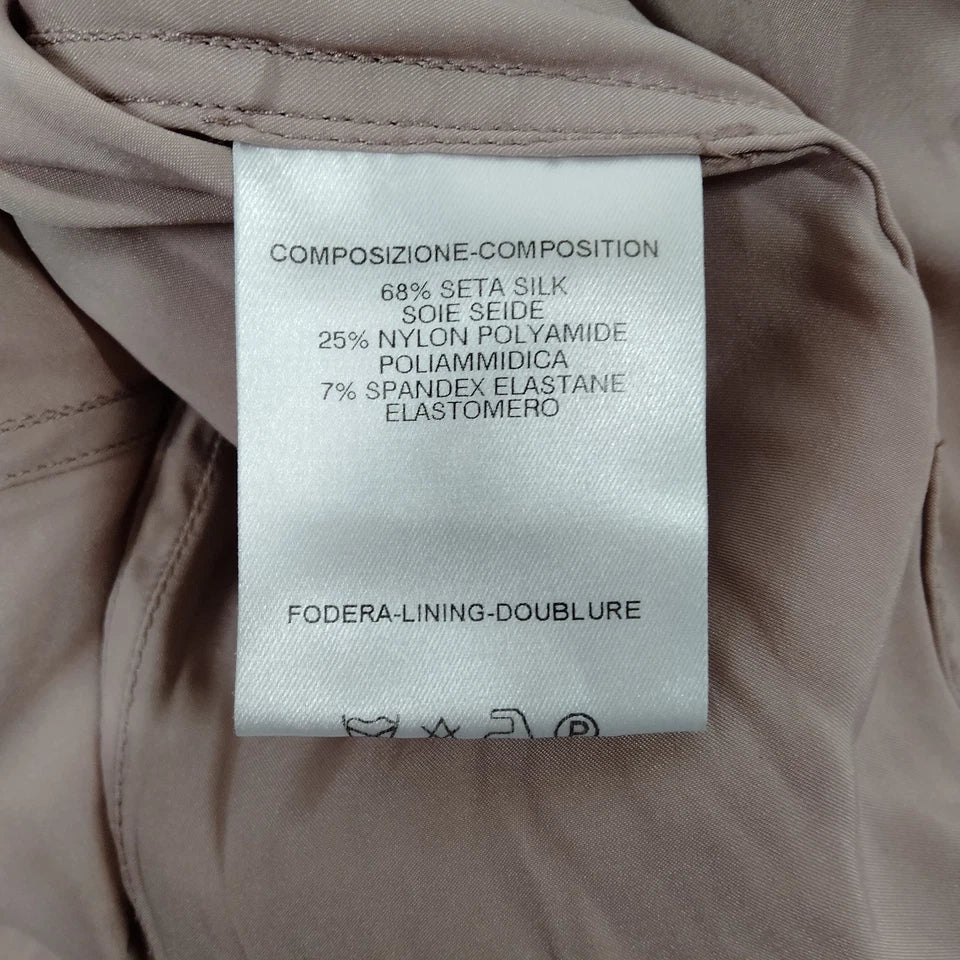 COMPOSIZIONE-COMPOSITION
68% SETA SILK
SOIE SEIDE
25% NYLON POLYAMIDE
POLIAMMIDICA
7% SPANDEX ELASTANE
ELASTOMERO
FODERA-LINING-DOUBLURE
P